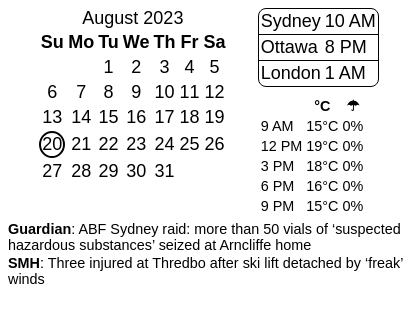 August 2023
Su Mo Tu We Th Fr Sa
1 2 3 4 5
6 7 8 9 10 11 12
13 14 15 16 17 18 19
20 21 22 23 24 25 26
27 28 29 30 31
Sydney 10 AM
Ottawa 8 PM
London 1 AM
°C ☂
9 AM 15°C 0%
12 PM 19°C 0%
3 PM 18°C 0%
6 PM 16°C 0%
9 PM 15°C 0%
Guardian: ABF Sydney raid: more than 50 vials of ‘suspected
hazardous substances’ seized at Arncliffe home
SMH: Three injured at Thredbo after ski lift detached by ‘freak’
winds